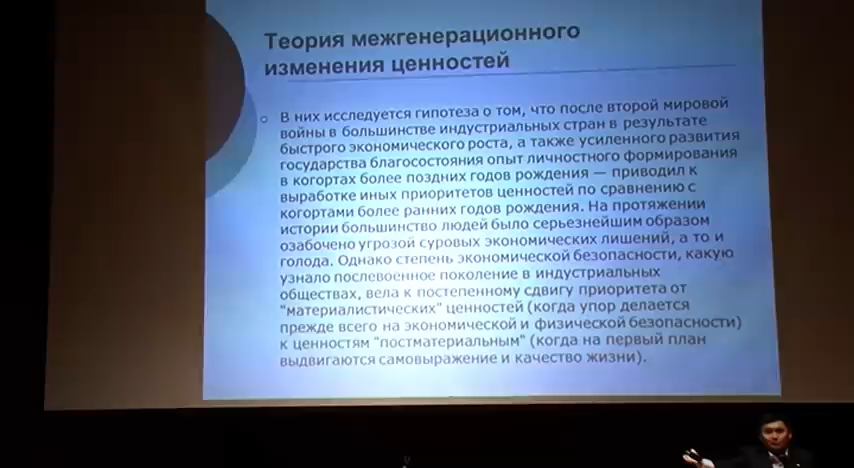 Теория межгенерационного
изменения ценностей
В них исследуется гипотеза о том, что после второй мировой
войны в большинстве индустриальных стран в результате
быстрого экономического роста, а также усиленного развития
государства благосостояния опыт личностного формирования
в когортах более поздних годов рождения — приводил к
выработке иных приоритетов ценностей по сравнению с
когортами более ранних годов рождения. На протяжении
истории большинство людей было серьезнейшим образом
озабочено угрозой суровых экономических лишений, а то и
голода. Однако степень экономической безопасности, какую
узнало послевоенное поколение в индустриальных
обществах, вела к постепенному сдвигу приоритета от
"материалистических" ценностей (когда упор делается
прежде всего на экономической и физической безопасности)
к ценностям "постматериальным" (когда на первый план
выдвигаются самовыражение и качество жизни).